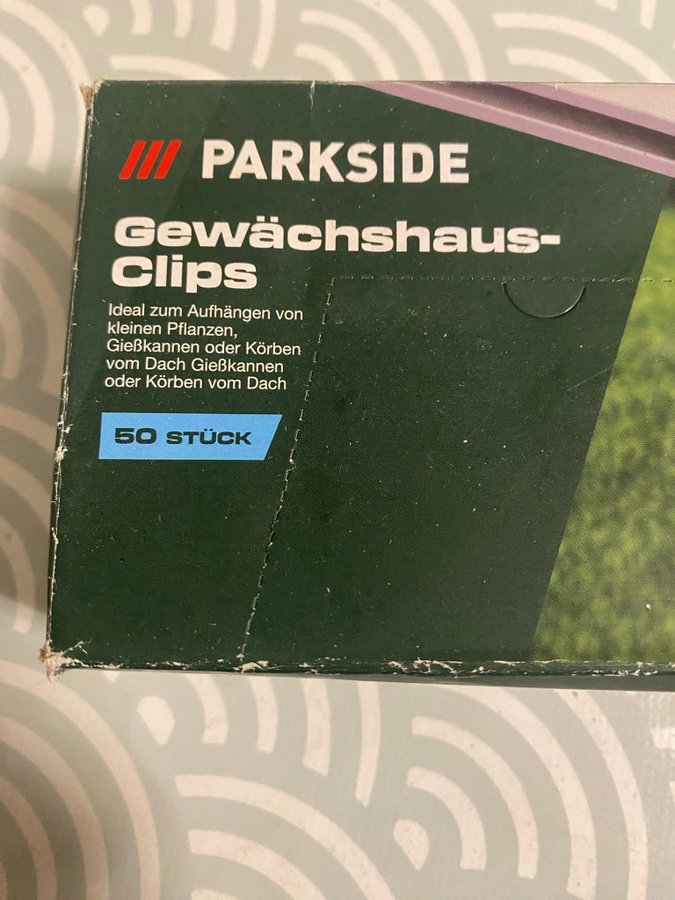 PARKSIDE
Gewächshaus-
Clips
Ideal zum Aufhängen von
kleinen Pflanzen,
Gießkannen oder Körben
vom Dach Gießkannen
oder Körben vom Dach
50 STÜCK